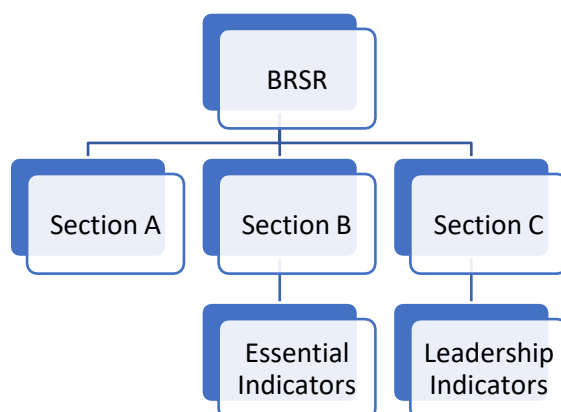 BRSR
Section A
Section B
Section C
Essential
Indicators
Leadership
Indicators